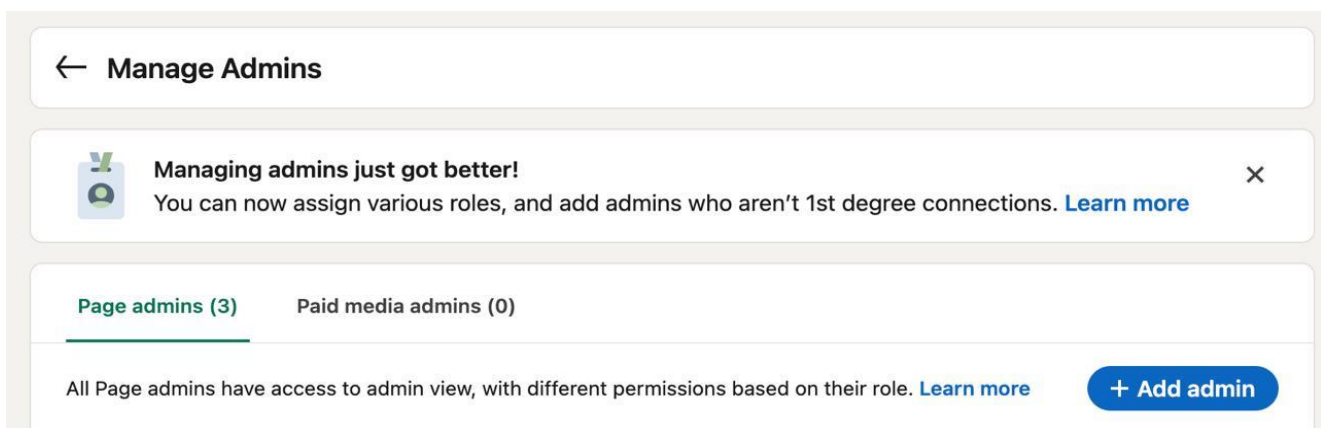 Manage Admins
Managing admins just got better!
You can now assign various roles, and add admins who aren’t 1st degree connections. Learn more
Page admins (3) Paid media admins (0)
All Page admins have access to admin view, with different permissions based on their role. Learn more + Add admin